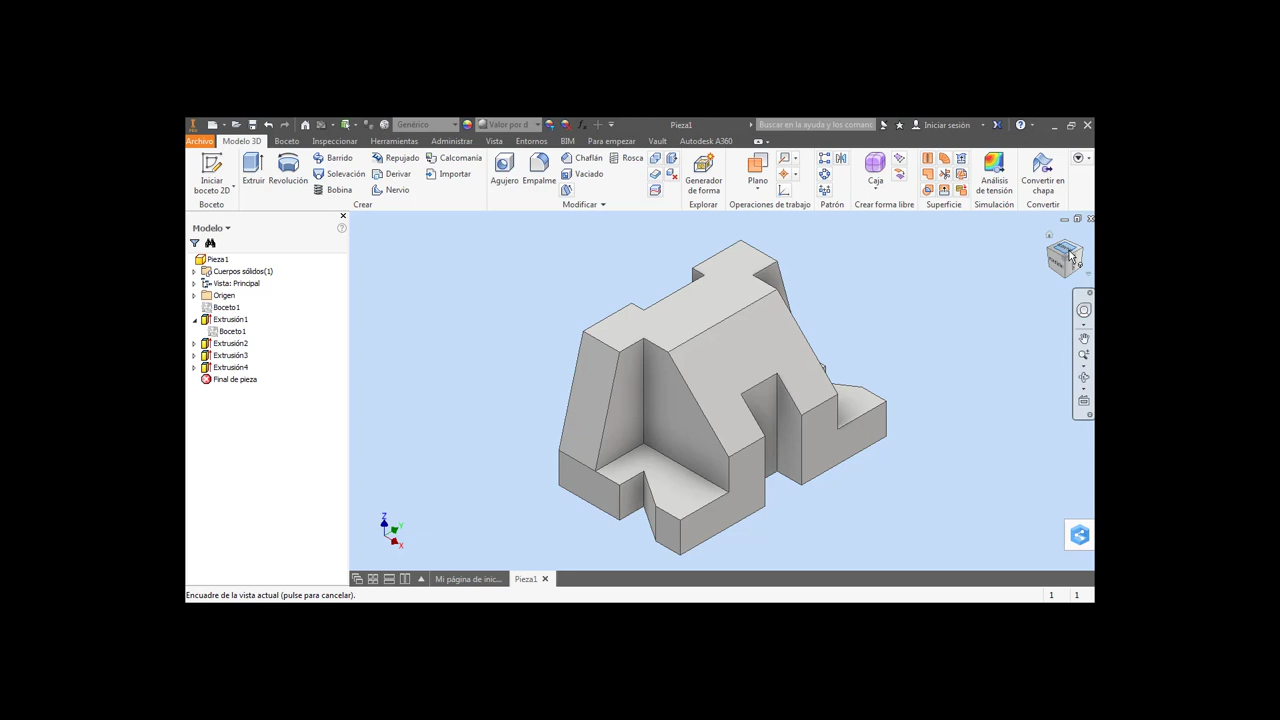 Genérico Valor por d Pieza1 Buscar en la ayuda y los comanc Iniciar sesión
Archivo Modelo 3D Boceto Inspeccionar Herramientas Administrar Vista Entornos BIM Para empezar Vault Autodesk A360
Iniciar boceto 2D
Extruir
Revolución
Barrido
Solevación
Bobina
Repujado
Derivar
Nervio
Calcomanía
Importar
Agujero
Empalme
Chaflán
Vaciado
Rosca
Generador de forma
Plano
Caja
Análisis de tensión
Convertir en chapa
Boceto Crear Modificar Explorar Operaciones de trabajo Patrón Crear forma libre Superficie Simulación Convertir
Modelo
Pieza1
Cuerpos sólidos(1)
Vista: Principal
Origen
Boceto1
Extrusión1
Boceto1
Extrusión2
Extrusión3
Extrusión4
Final de pieza
Z
Y
X
Mi página de inic... Pieza1
Encuadre de la vista actual (pulse para cancelar). 1 1